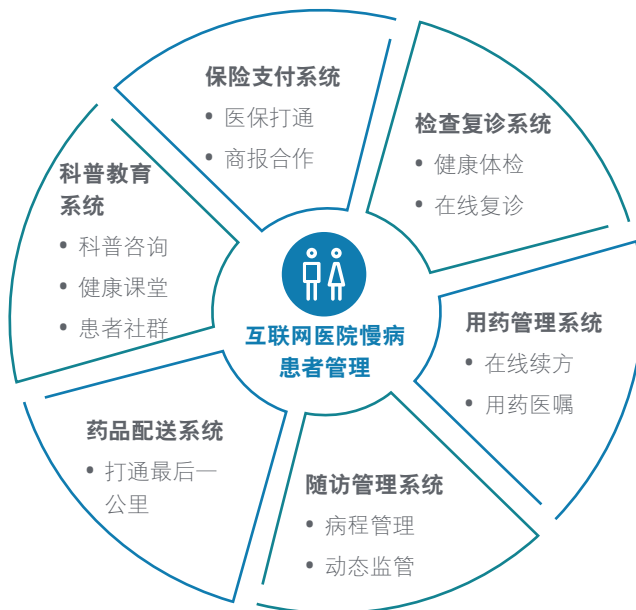 保险支付系统
• 医保打通
• 商报合作
检查复诊系统
• 健康体检
• 在线复诊
用药管理系统
• 在线续方
• 用药医嘱
随访管理系统
• 病程管理
• 动态监管
药品配送系统
• 打通最后一
公里
科普教育
系统
• 科普咨询
• 健康课堂
• 患者社群
互联网医院慢病
患者管理